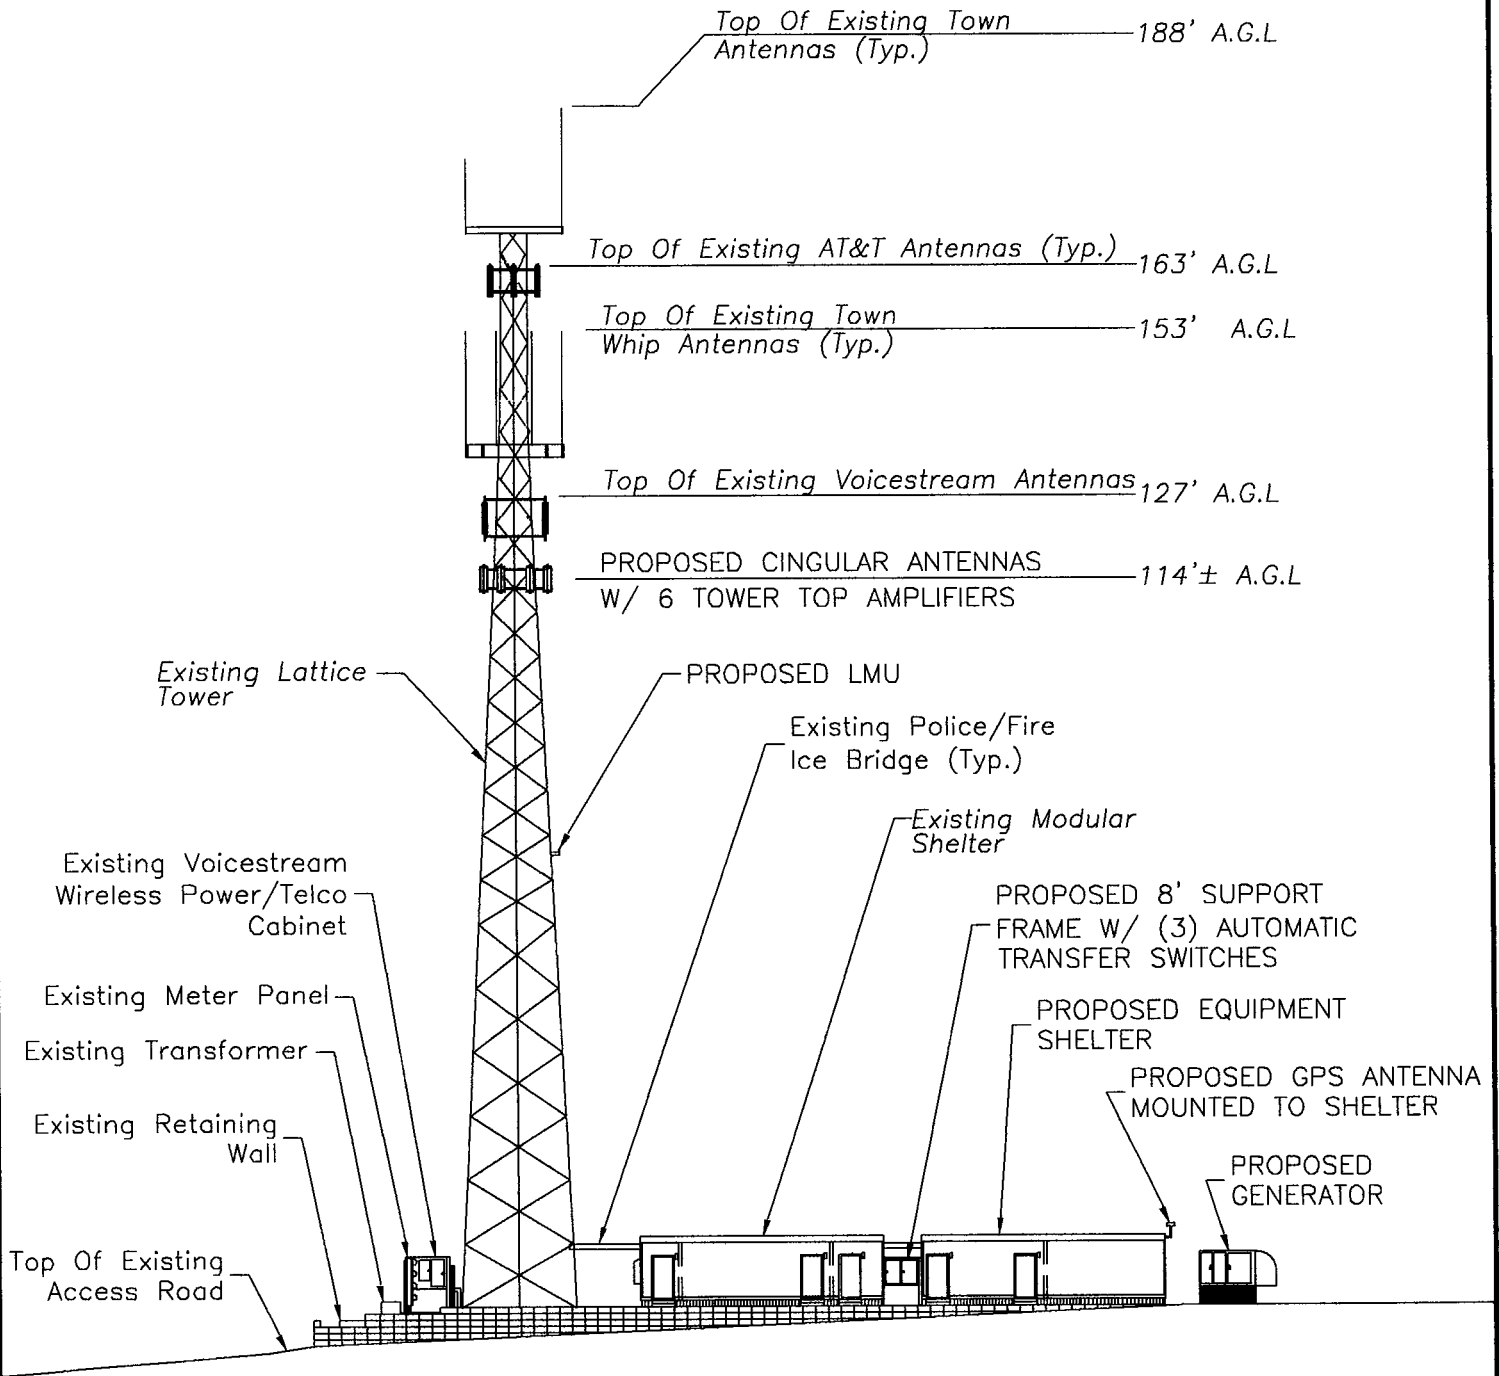 Top Of Existing Town
Antennas (Typ.)
188' A.G.L
Top Of Existing AT&T Antennas (Typ.)
163' A.G.L
Top Of Existing Town
Whip Antennas (Typ.)
153' A.G.L
Top Of Existing Voicestream Antennas
127' A.G.L
PROPOSED CINGULAR ANTENNAS
W/ 6 TOWER TOP AMPLIFIERS
114'± A.G.L
Existing Lattice
Tower
PROPOSED LMU
Existing Police/Fire
Ice Bridge (Typ.)
Existing Modular
Shelter
Existing Voicestream
Wireless Power/Telco
Cabinet
PROPOSED 8' SUPPORT
FRAME W/ (3) AUTOMATIC
TRANSFER SWITCHES
Existing Meter Panel
PROPOSED EQUIPMENT
SHELTER
Existing Transformer
PROPOSED GPS ANTENNA
MOUNTED TO SHELTER
Existing Retaining
Wall
PROPOSED
GENERATOR
Top Of Existing
Access Road